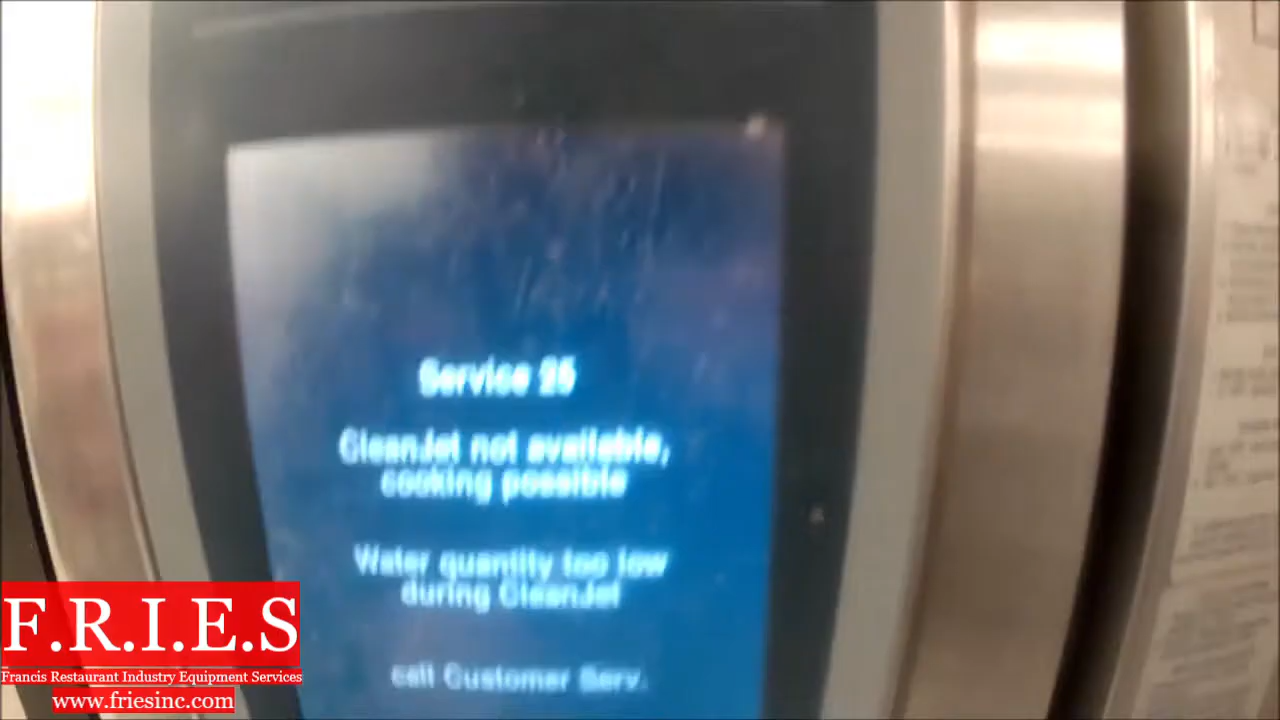 Service 25
CleanJet not available,
cooking possible
Water quantity too low
during CleanJet
call Customer Serv.
F.R.I.E.S
Francis Restaurant Industry Equipment Services
www.friesinc.com